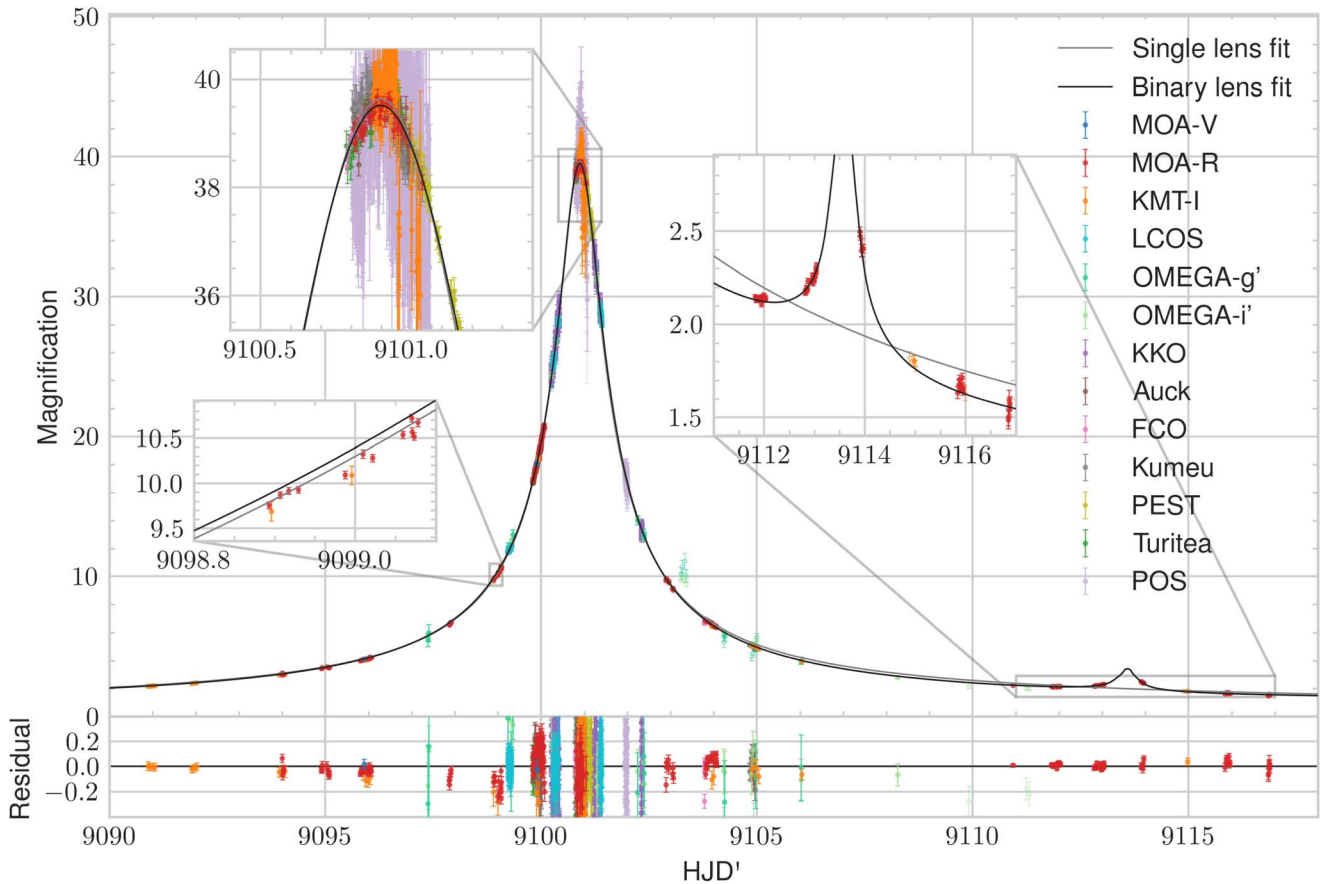 50
40
30
20
10
0
Magnification
40
38
36
9100.5 9101.0
10.5
10.0
9.5
9098.8 9099.0
2.5
2.0
1.5
9112 9114 9116
Single lens fit
Binary lens fit
MOA-V
MOA-R
KMT-I
LCOS
OMEGA-g'
OMEGA-i'
KKO
Auck
FCO
Kumeu
PEST
Turitea
POS
Residual
0.2
0.0
−0.2
9090 9095 9100 9105 9110 9115
HJD'